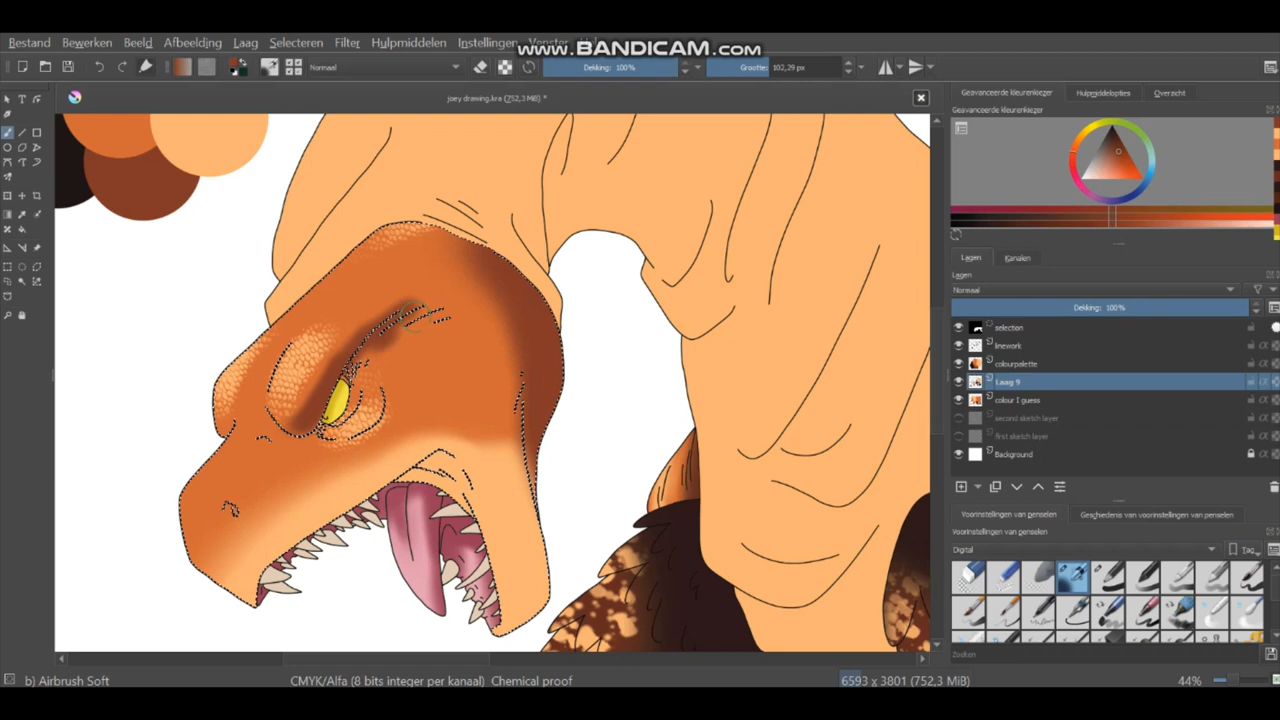 Bestand Bewerken Beeld Afbeelding Laag Selecteren Filter Hulpmiddelen Instellingen
www.BANDICAM.com
Normaal Dekking: 100% Grootte: 102,29 px
joey drawing.kra (752,3 MiB) *
Geavanceerde kleurenkiezer Hulpmiddelopties Overzicht
Geavanceerde kleurenkiezer
Lagen Kanalen
Lagen
Normaal
Dekking: 100%
selection
linework
colourpalette
Laag 9
colour I guess
second sketch layer
first sketch layer
Background
Voorinstellingen van penselen Geschiedenis van voorinstellingen van penselen
Voorinstellingen van penselen
Digital Tag
Zoeken
b) Airbrush Soft CMYK/Alfa (8 bits integer per kanaal) Chemical proof 6593 x 3801 (752,3 MiB) 44%